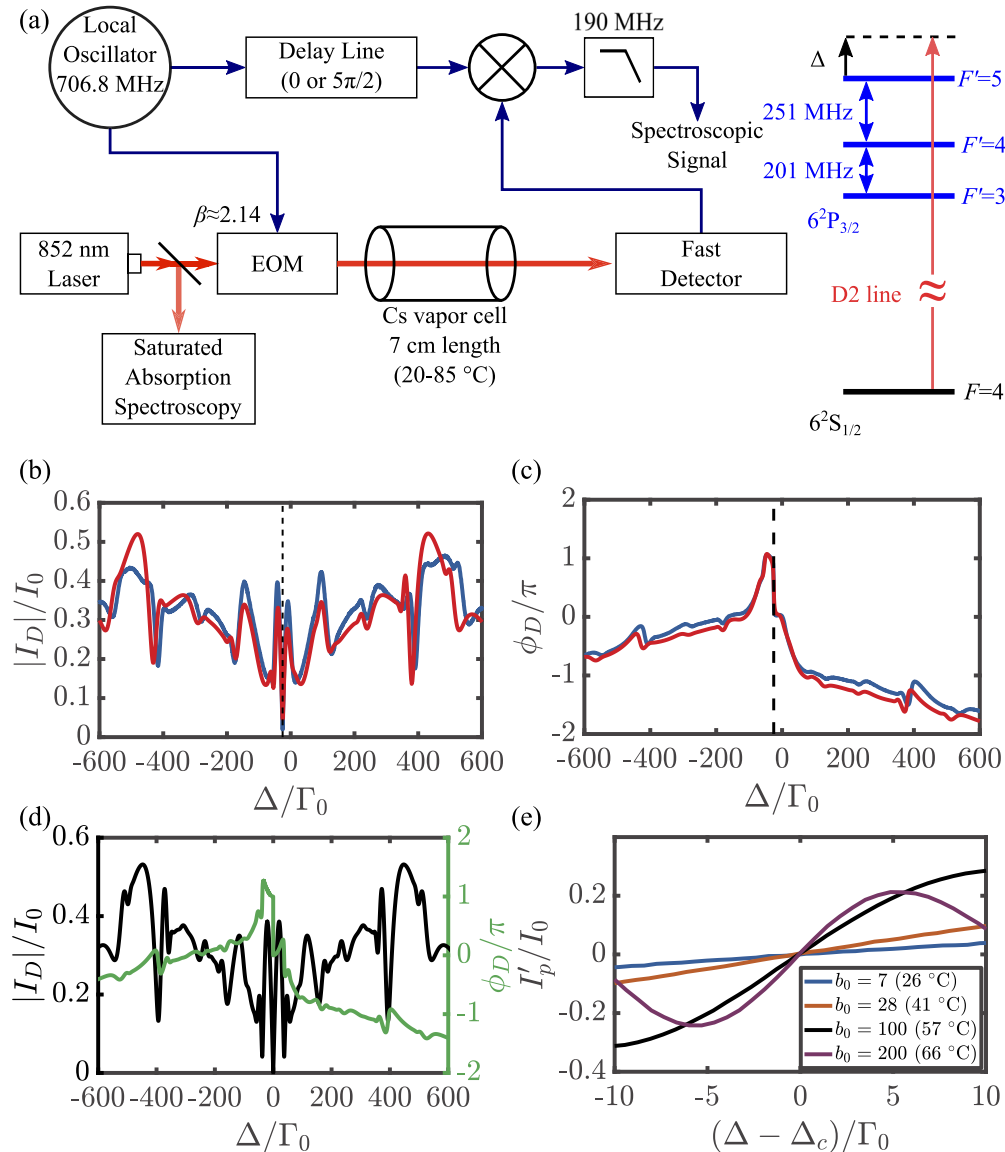 (a)
Local
Oscillator
706.8 MHz
Delay Line
(0 or 5π/2)
190 MHz
Spectroscopic
Signal
β≈2.14
852 nm
Laser
EOM
Cs vapor cell
7 cm length
(20-85 °C)
Fast
Detector
Saturated
Absorption
Spectroscopy
Δ
F'=5
251 MHz
F'=4
201 MHz
F'=3
6²P₃/₂
D2 line
≈
F=4
6²S₁/₂
(b)
|I_D|/I₀
0.6
0.5
0.4
0.3
0.2
0.1
0
-600 -400 -200 0 200 400 600
Δ/Γ₀
(c)
ϕ_D/π
2
1
0
-1
-2
-600 -400 -200 0 200 400 600
Δ/Γ₀
(d)
|I_D|/I₀
0.6
0.4
0.2
0
ϕ_D/π
2
1
0
-1
-2
-600 -400 -200 0 200 400 600
Δ/Γ₀
(e)
I'_p/I₀
0.2
0
-0.2
-0.4
b₀ = 7 (26 °C)
b₀ = 28 (41 °C)
b₀ = 100 (57 °C)
b₀ = 200 (66 °C)
-10 -5 0 5 10
(Δ − Δ_c)/Γ₀